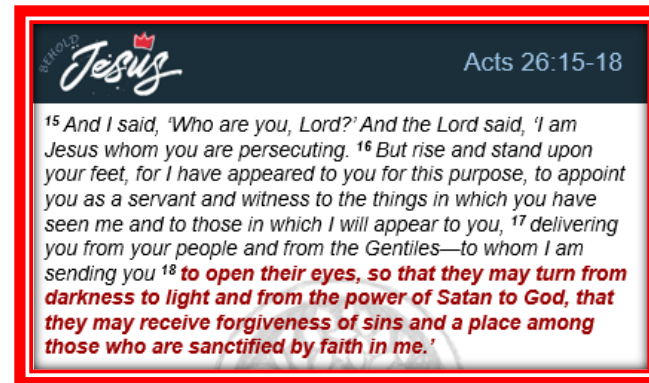 BEHOLD
Jesus
Acts 26:15-18
15 And I said, ‘Who are you, Lord?’ And the Lord said, ‘I am
Jesus whom you are persecuting. 16 But rise and stand upon
your feet, for I have appeared to you for this purpose, to appoint
you as a servant and witness to the things in which you have
seen me and to those in which I will appear to you, 17 delivering
you from your people and from the Gentiles—to whom I am
sending you 18 to open their eyes, so that they may turn from
darkness to light and from the power of Satan to God, that
they may receive forgiveness of sins and a place among
those who are sanctified by faith in me.’